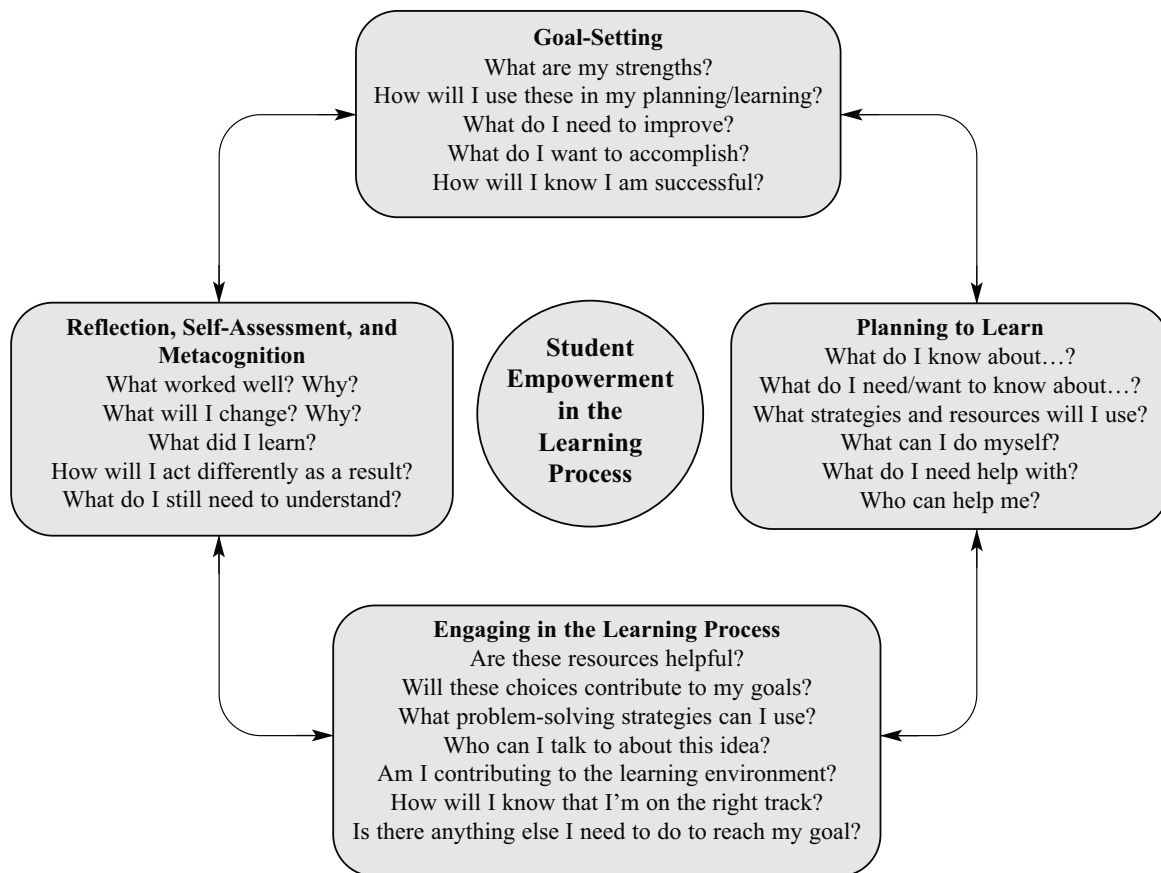 Goal-Setting
What are my strengths?
How will I use these in my planning/learning?
What do I need to improve?
What do I want to accomplish?
How will I know I am successful?
Reflection, Self-Assessment, and
Metacognition
What worked well? Why?
What will I change? Why?
What did I learn?
How will I act differently as a result?
What do I still need to understand?
Student
Empowerment
in the
Learning
Process
Planning to Learn
What do I know about…?
What do I need/want to know about…?
What strategies and resources will I use?
What can I do myself?
What do I need help with?
Who can help me?
Engaging in the Learning Process
Are these resources helpful?
Will these choices contribute to my goals?
What problem-solving strategies can I use?
Who can I talk to about this idea?
Am I contributing to the learning environment?
How will I know that I’m on the right track?
Is there anything else I need to do to reach my goal?